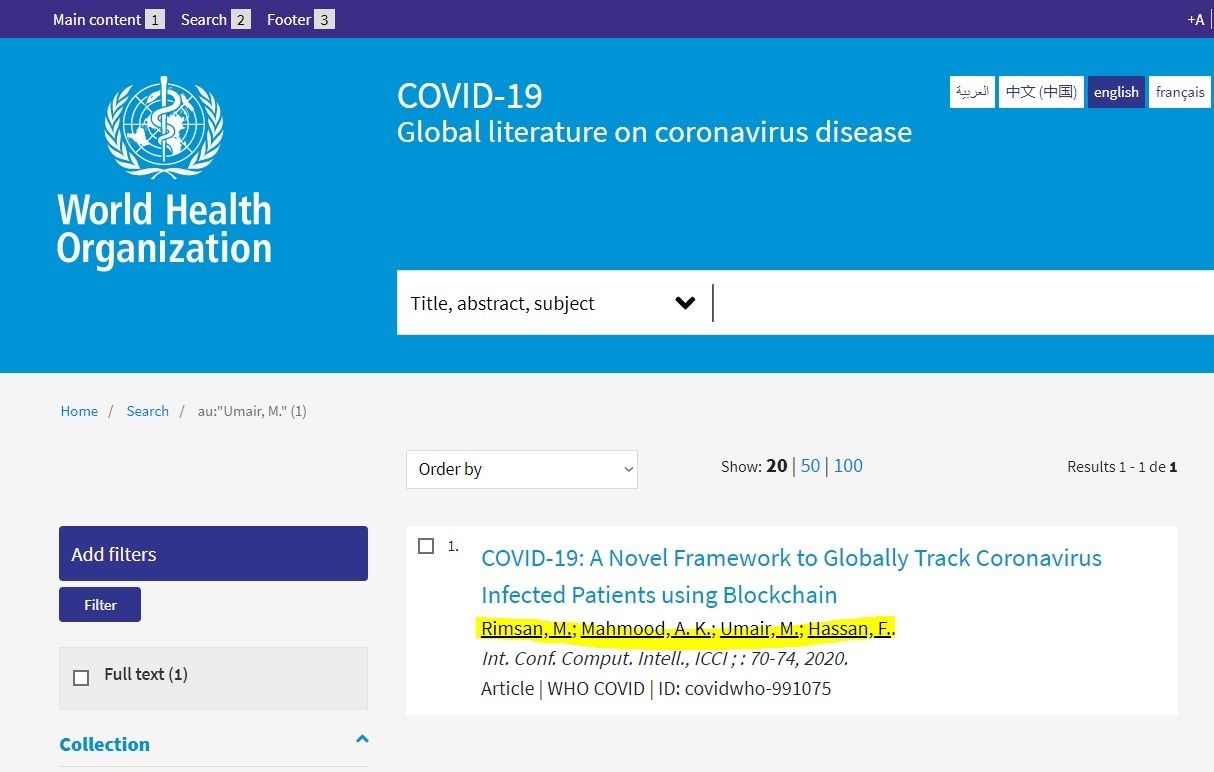 Main content 1 Search 2 Footer 3 +A
COVID-19
Global literature on coronavirus disease
العربية 中文 (中国) english français
World Health
Organization
Title, abstract, subject
Home / Search / au:"Umair, M." (1)
Order by Show: 20 | 50 | 100 Results 1 - 1 de 1
Add filters
Filter
Full text (1)
Collection
1. COVID-19: A Novel Framework to Globally Track Coronavirus
Infected Patients using Blockchain
Rimsan, M.; Mahmood, A. K.; Umair, M.; Hassan, F..
Int. Conf. Comput. Intell., ICCI ; : 70-74, 2020.
Article | WHO COVID | ID: covidwho-991075